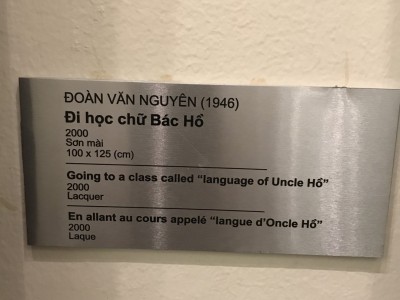 ĐOÀN VĂN NGUYÊN (1946)
Đi học chữ Bác Hồ
2000
Sơn mài
100 x 125 (cm)
Going to a class called “language of Uncle Hồ”
2000
Lacquer
En allant au cours appelé “langue d’Oncle Hồ”
2000
Laque